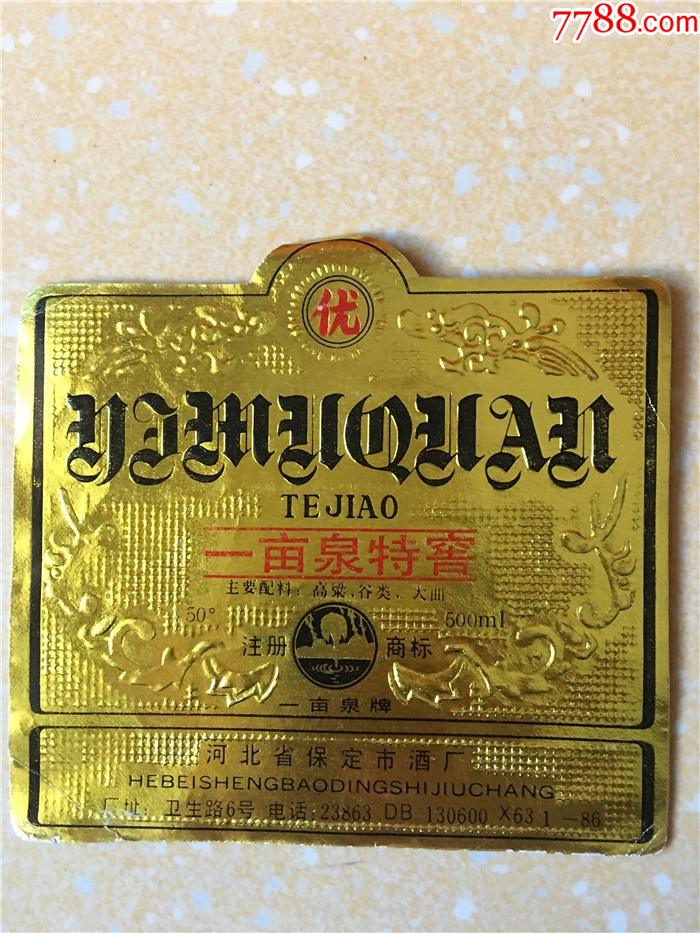 7788.com
优
YIMUQUAN
TEJIAO
一亩泉特窖
主要配料：高粱、谷类、大曲
50° 500ml
注册 商标
一亩泉牌
河北省保定市酒厂
HEBEISHENGBAODINGSHIJIUCHANG
厂址：卫生路6号 电话：23863 DB 130600 X63 1-86